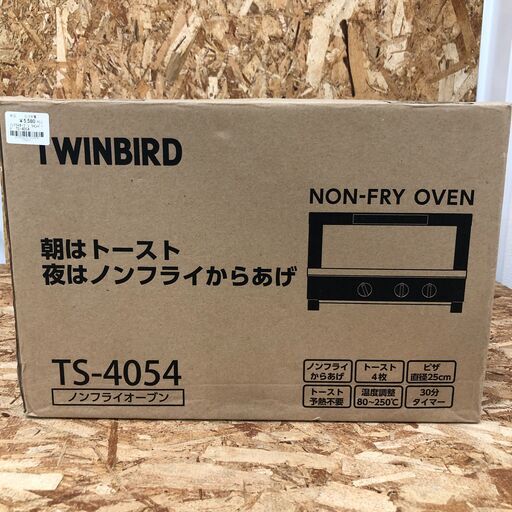 ¥5,580
TS-4054
TWINBIRD
NON-FRY OVEN
朝はトースト
夜はノンフライからあげ
TS-4054
ノンフライオーブン
ノンフライ
からあげ
トースト
4枚
ピザ
直径25cm
トースト
予熱不要
温度調整
80~250℃
30分
タイマー